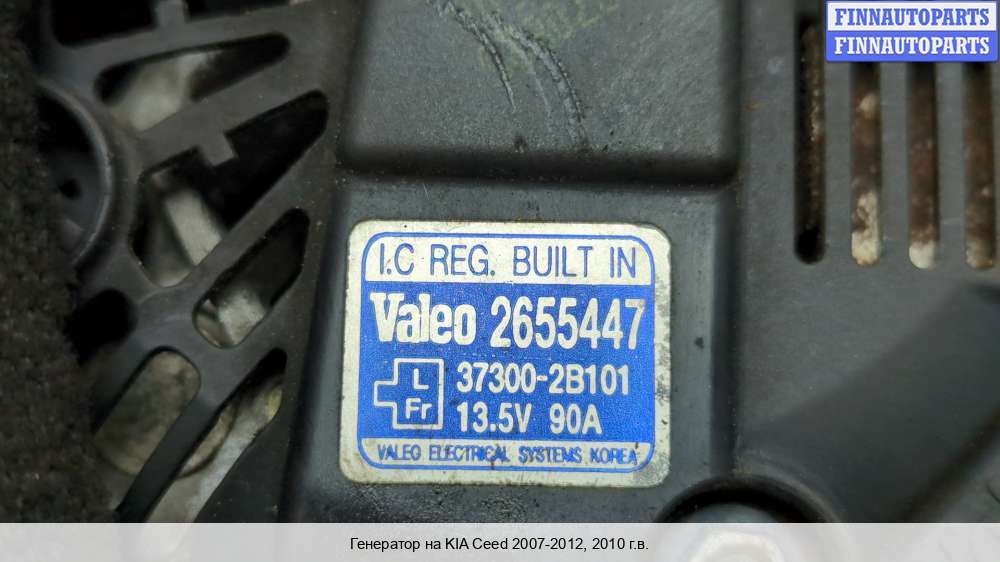 FINNAUTOPARTS
FINNAUTOPARTS
I.C REG. BUILT IN
Valeo 2655447
L
Fr
37300-2B101
13.5V 90A
VALEO ELECTRICAL SYSTEMS KOREA
Генератор на KIA Ceed 2007-2012, 2010 г.в.